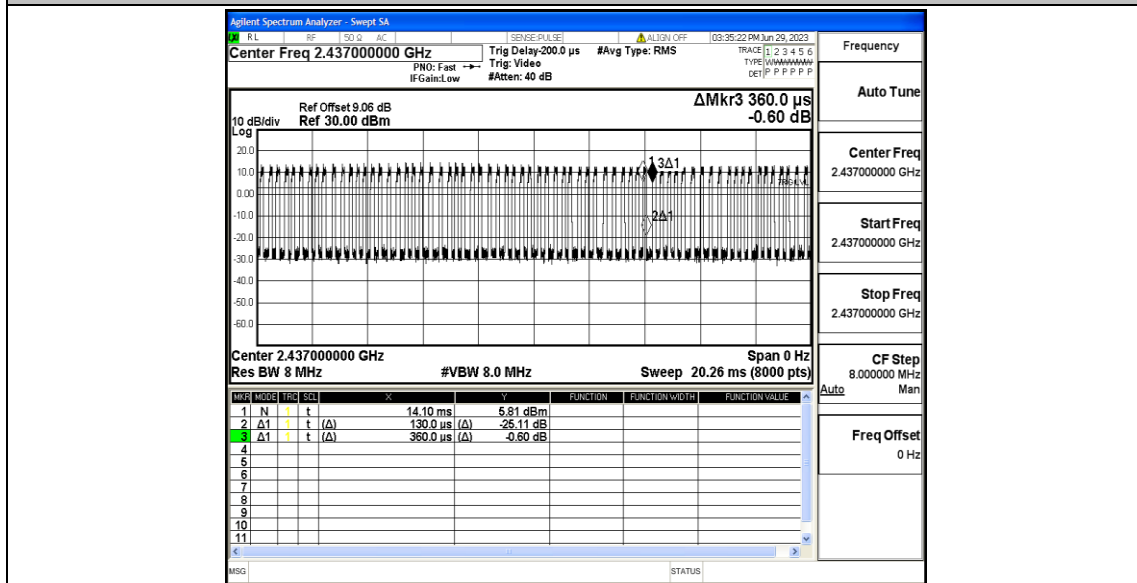 Agilent Spectrum Analyzer - Swept SA
RL RF 50 Ω AC SENSE:PULSE ALIGN OFF 03:35:22 PM Jun 29, 2023
Center Freq 2.437000000 GHz
PNO: Fast
IFGain:Low
Trig Delay-200.0 µs
Trig: Video
#Atten: 40 dB
#Avg Type: RMS
TRACE 1 2 3 4 5 6
TYPE
DET P P P P P P
Ref Offset 9.06 dB
10 dB/div Ref 30.00 dBm
Log
ΔMkr3 360.0 µs
-0.60 dB
20.0
10.0
0.00
-10.0
-20.0
-30.0
-40.0
-50.0
-60.0
1
3Δ1
2Δ1
Center 2.437000000 GHz
Span 0 Hz
Res BW 8 MHz
#VBW 8.0 MHz
Sweep 20.26 ms (8000 pts)
MKR MODE TRC SCL X Y FUNCTION FUNCTION WIDTH FUNCTION VALUE
1 N 1 t 14.10 ms 5.81 dBm
2 Δ1 1 t (Δ) 130.0 µs (Δ) -25.11 dB
3 Δ1 1 t (Δ) 360.0 µs (Δ) -0.60 dB
4
5
6
7
8
9
10
11
MSG
STATUS
Frequency
Auto Tune
Center Freq
2.437000000 GHz
Start Freq
2.437000000 GHz
Stop Freq
2.437000000 GHz
CF Step
8.000000 MHz
Auto Man
Freq Offset
0 Hz